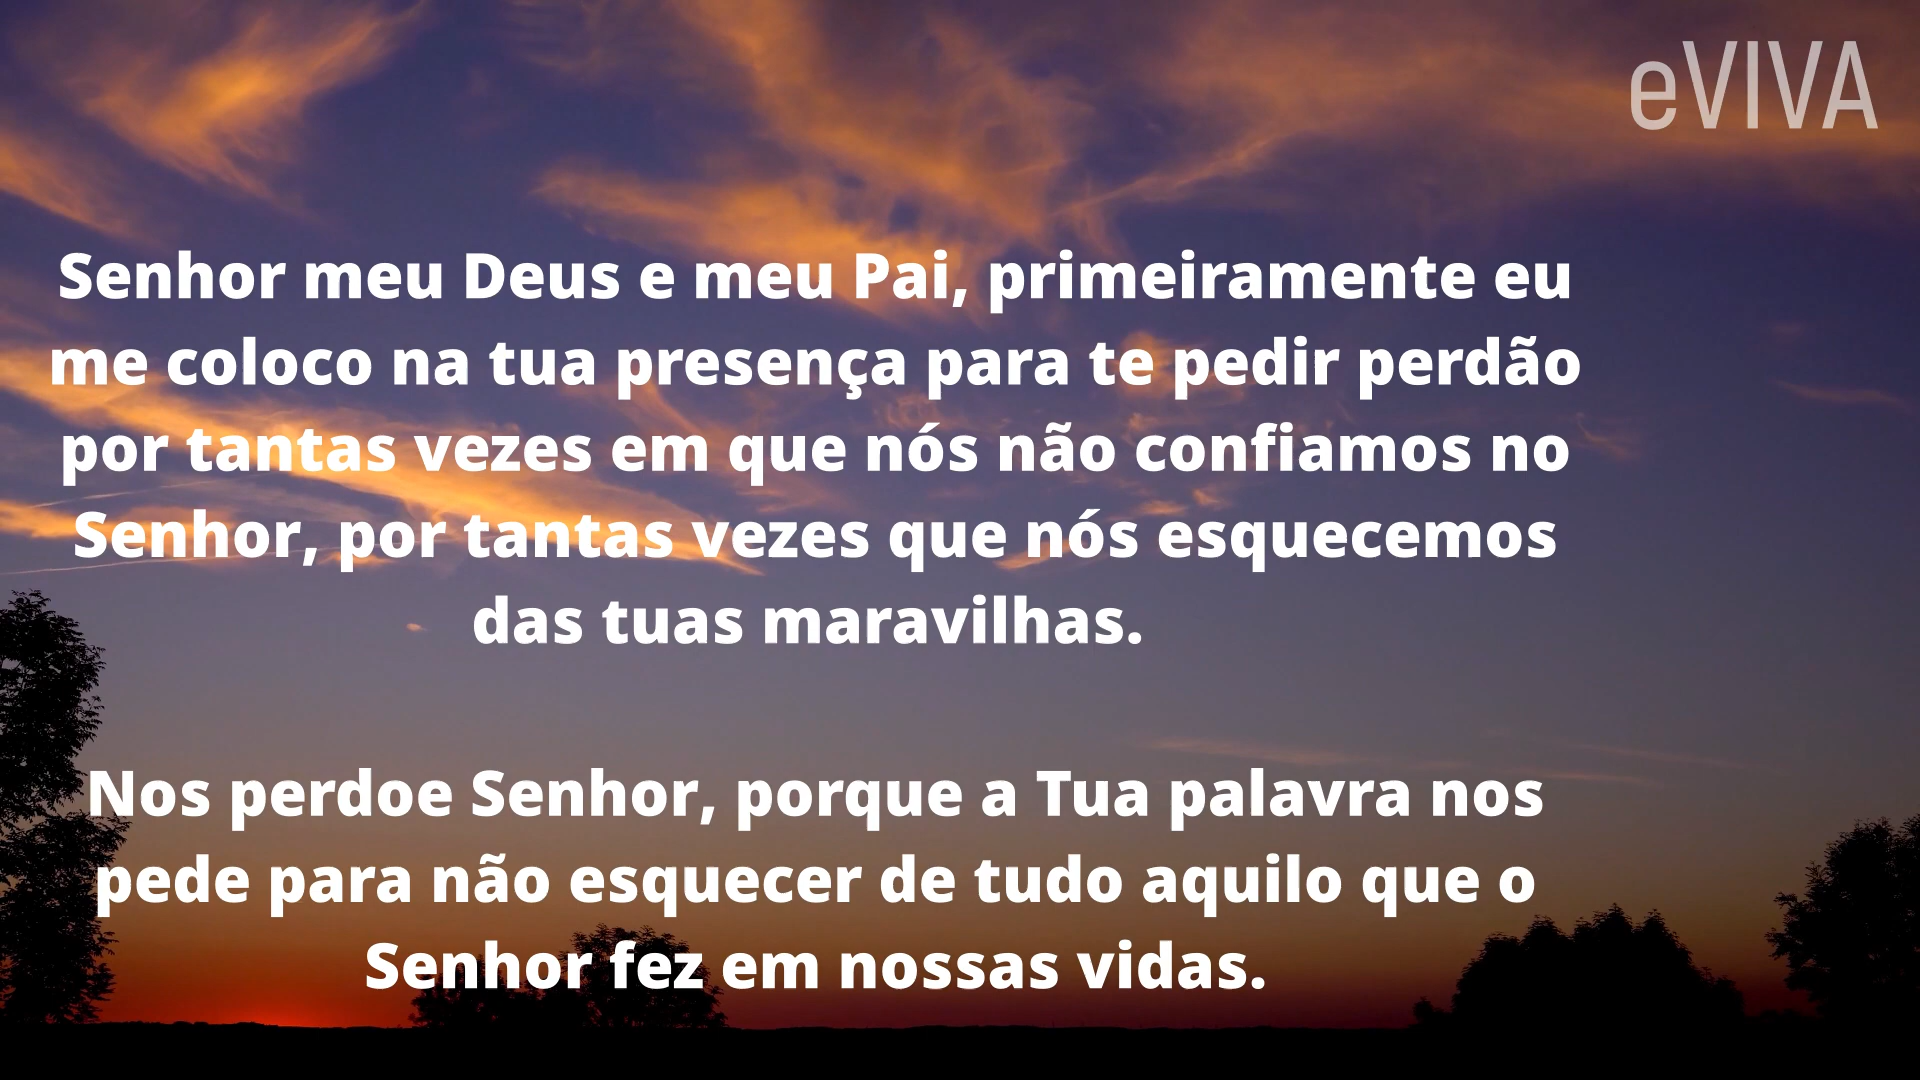 eVIVA
Senhor meu Deus e meu Pai, primeiramente eu
me coloco na tua presença para te pedir perdão
por tantas vezes em que nós não confiamos no
Senhor, por tantas vezes que nós esquecemos
das tuas maravilhas.
Nos perdoe Senhor, porque a Tua palavra nos
pede para não esquecer de tudo aquilo que o
Senhor fez em nossas vidas.